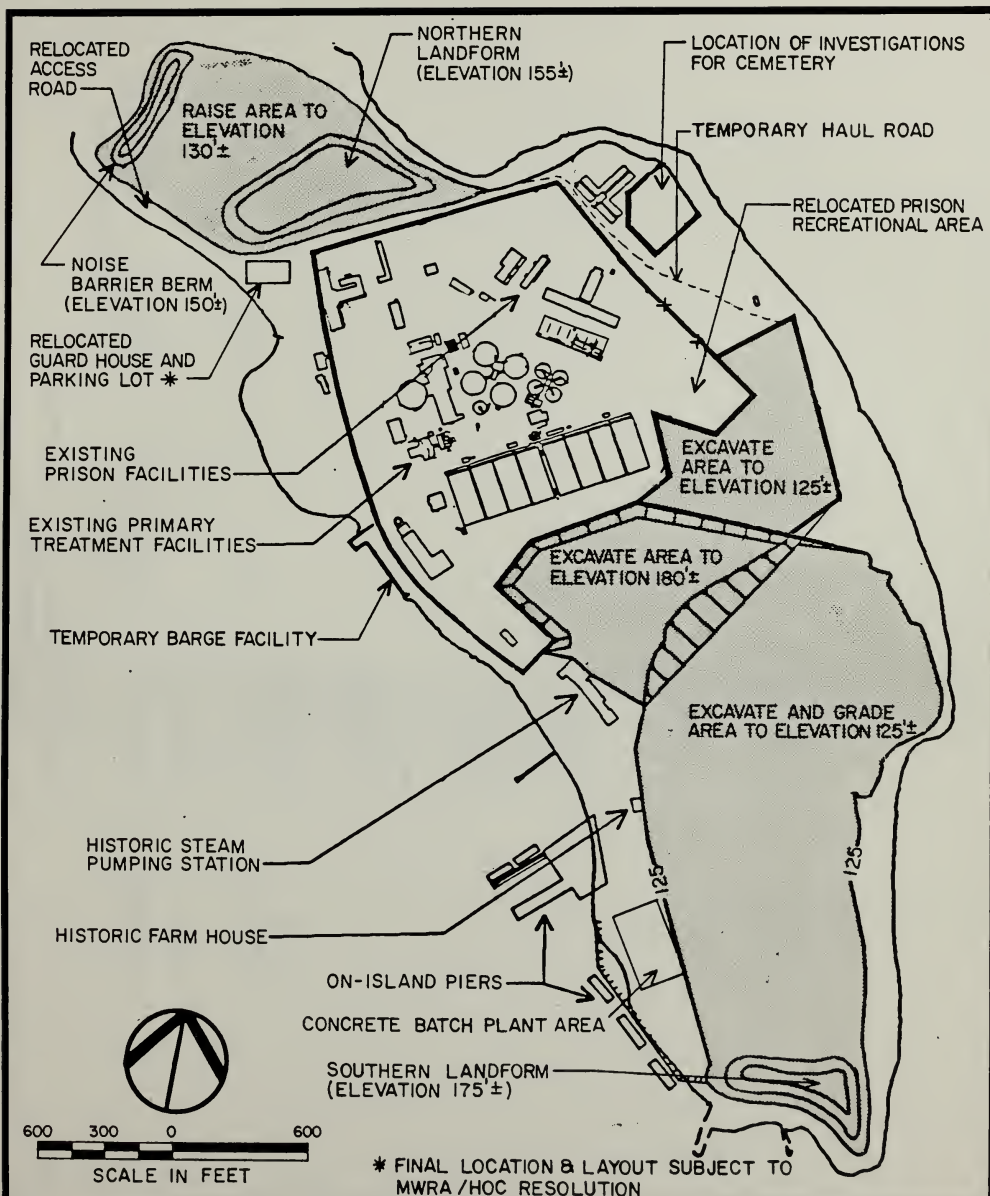 RELOCATED
ACCESS
ROAD
NORTHERN
LANDFORM
(ELEVATION 155'±)
LOCATION OF INVESTIGATIONS
FOR CEMETERY
RAISE AREA TO
ELEVATION
130'±
TEMPORARY HAUL ROAD
RELOCATED PRISON
RECREATIONAL AREA
NOISE
BARRIER BERM
(ELEVATION 150'±)
RELOCATED
GUARD HOUSE AND
PARKING LOT *
EXISTING
PRISON FACILITIES
EXCAVATE
AREA TO
ELEVATION 125'±
EXISTING PRIMARY
TREATMENT FACILITIES
EXCAVATE AREA TO
ELEVATION 180'±
TEMPORARY BARGE FACILITY
EXCAVATE AND GRADE
AREA TO ELEVATION 125'±
HISTORIC STEAM
PUMPING STATION
125
125
HISTORIC FARM HOUSE
ON-ISLAND PIERS
CONCRETE BATCH PLANT AREA
SOUTHERN LANDFORM
(ELEVATION 175'±)
600 300 0 600
SCALE IN FEET
* FINAL LOCATION & LAYOUT SUBJECT TO
MWRA/HOC RESOLUTION